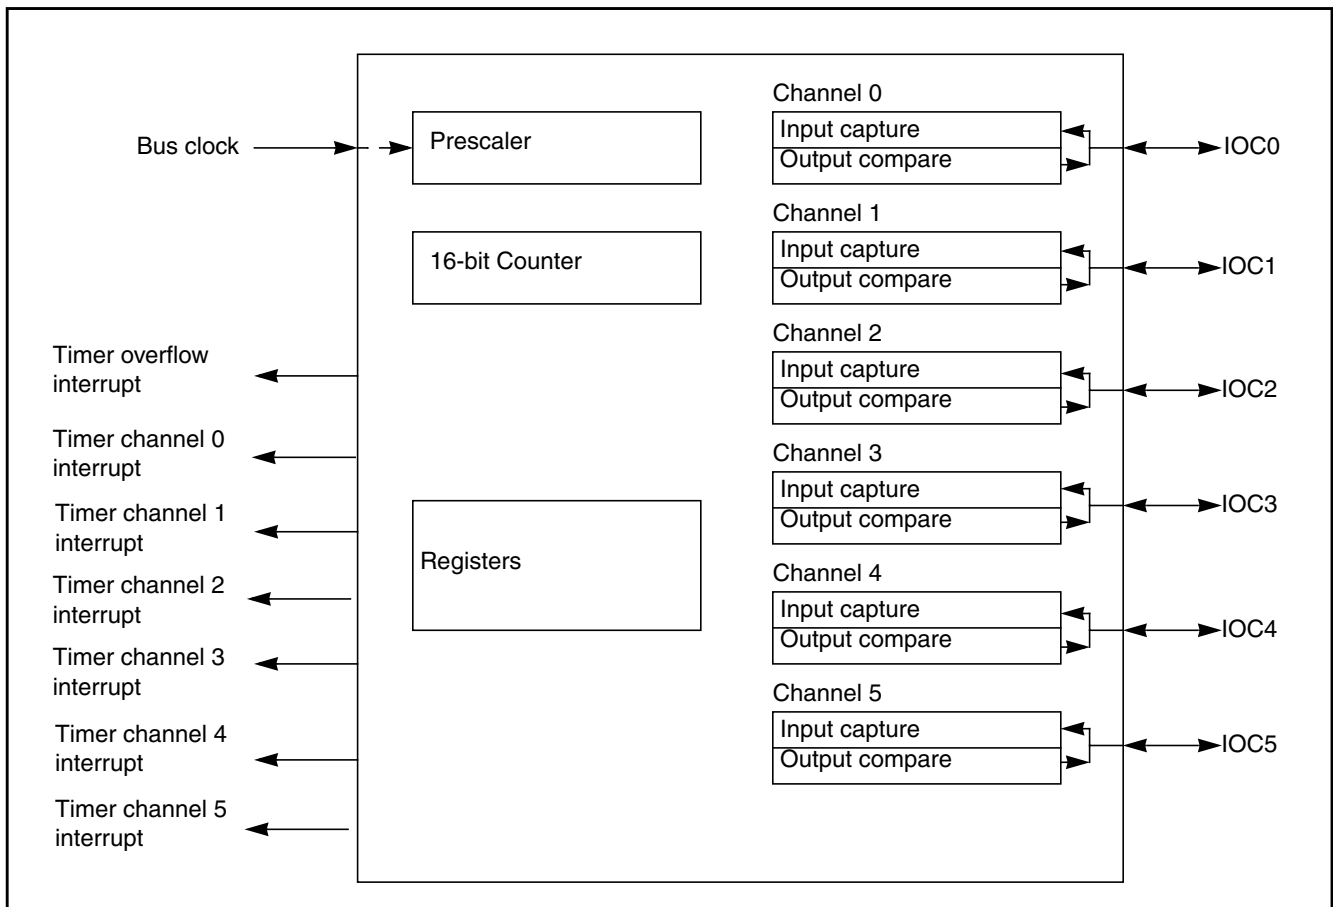 Bus clock
Prescaler
16-bit Counter
Registers
Timer overflow
interrupt
Timer channel 0
interrupt
Timer channel 1
interrupt
Timer channel 2
interrupt
Timer channel 3
interrupt
Timer channel 4
interrupt
Timer channel 5
interrupt
Channel 0
Input capture
Output compare
IOC0
Channel 1
Input capture
Output compare
IOC1
Channel 2
Input capture
Output compare
IOC2
Channel 3
Input capture
Output compare
IOC3
Channel 4
Input capture
Output compare
IOC4
Channel 5
Input capture
Output compare
IOC5